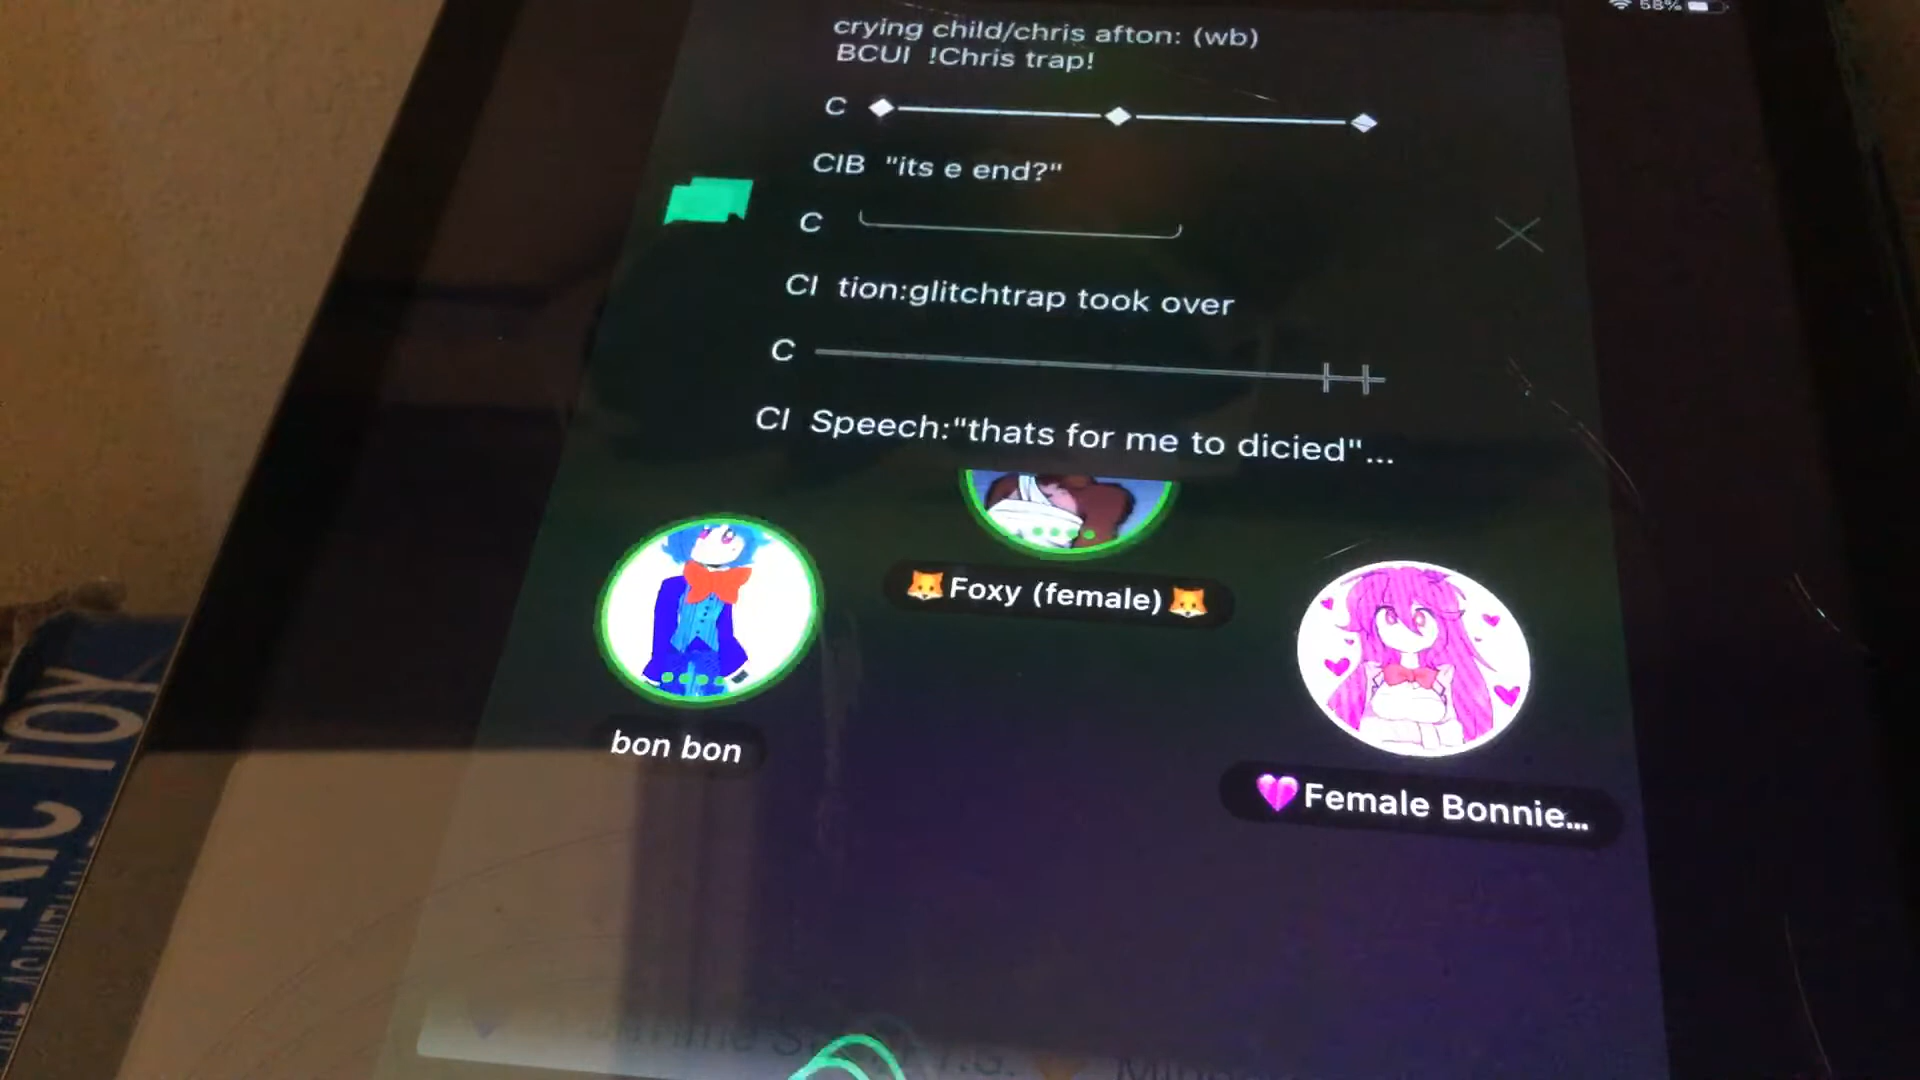 58%
crying child/chris afton: (wb)
BCUI !Chris trap!
C
CIB "its e end?"
C
CI tion:glitchtrap took over
C
CI Speech:"thats for me to dicied"...
🦊Foxy (female)🦊
bon bon
💜Female Bonnie...
TOY